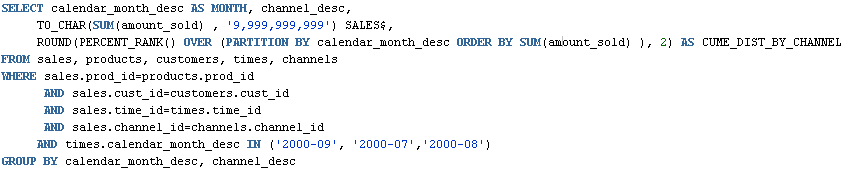 SELECT calendar_month_desc AS MONTH, channel_desc,
TO_CHAR(SUM(amount_sold) , '9,999,999,999') SALES$,
ROUND(PERCENT_RANK() OVER (PARTITION BY calendar_month_desc ORDER BY SUM(amount_sold) ), 2) AS CUME_DIST_BY_CHANNEL
FROM sales, products, customers, times, channels
WHERE sales.prod_id=products.prod_id
AND sales.cust_id=customers.cust_id
AND sales.time_id=times.time_id
AND sales.channel_id=channels.channel_id
AND times.calendar_month_desc IN ('2000-09', '2000-07','2000-08')
GROUP BY calendar_month_desc, channel_desc